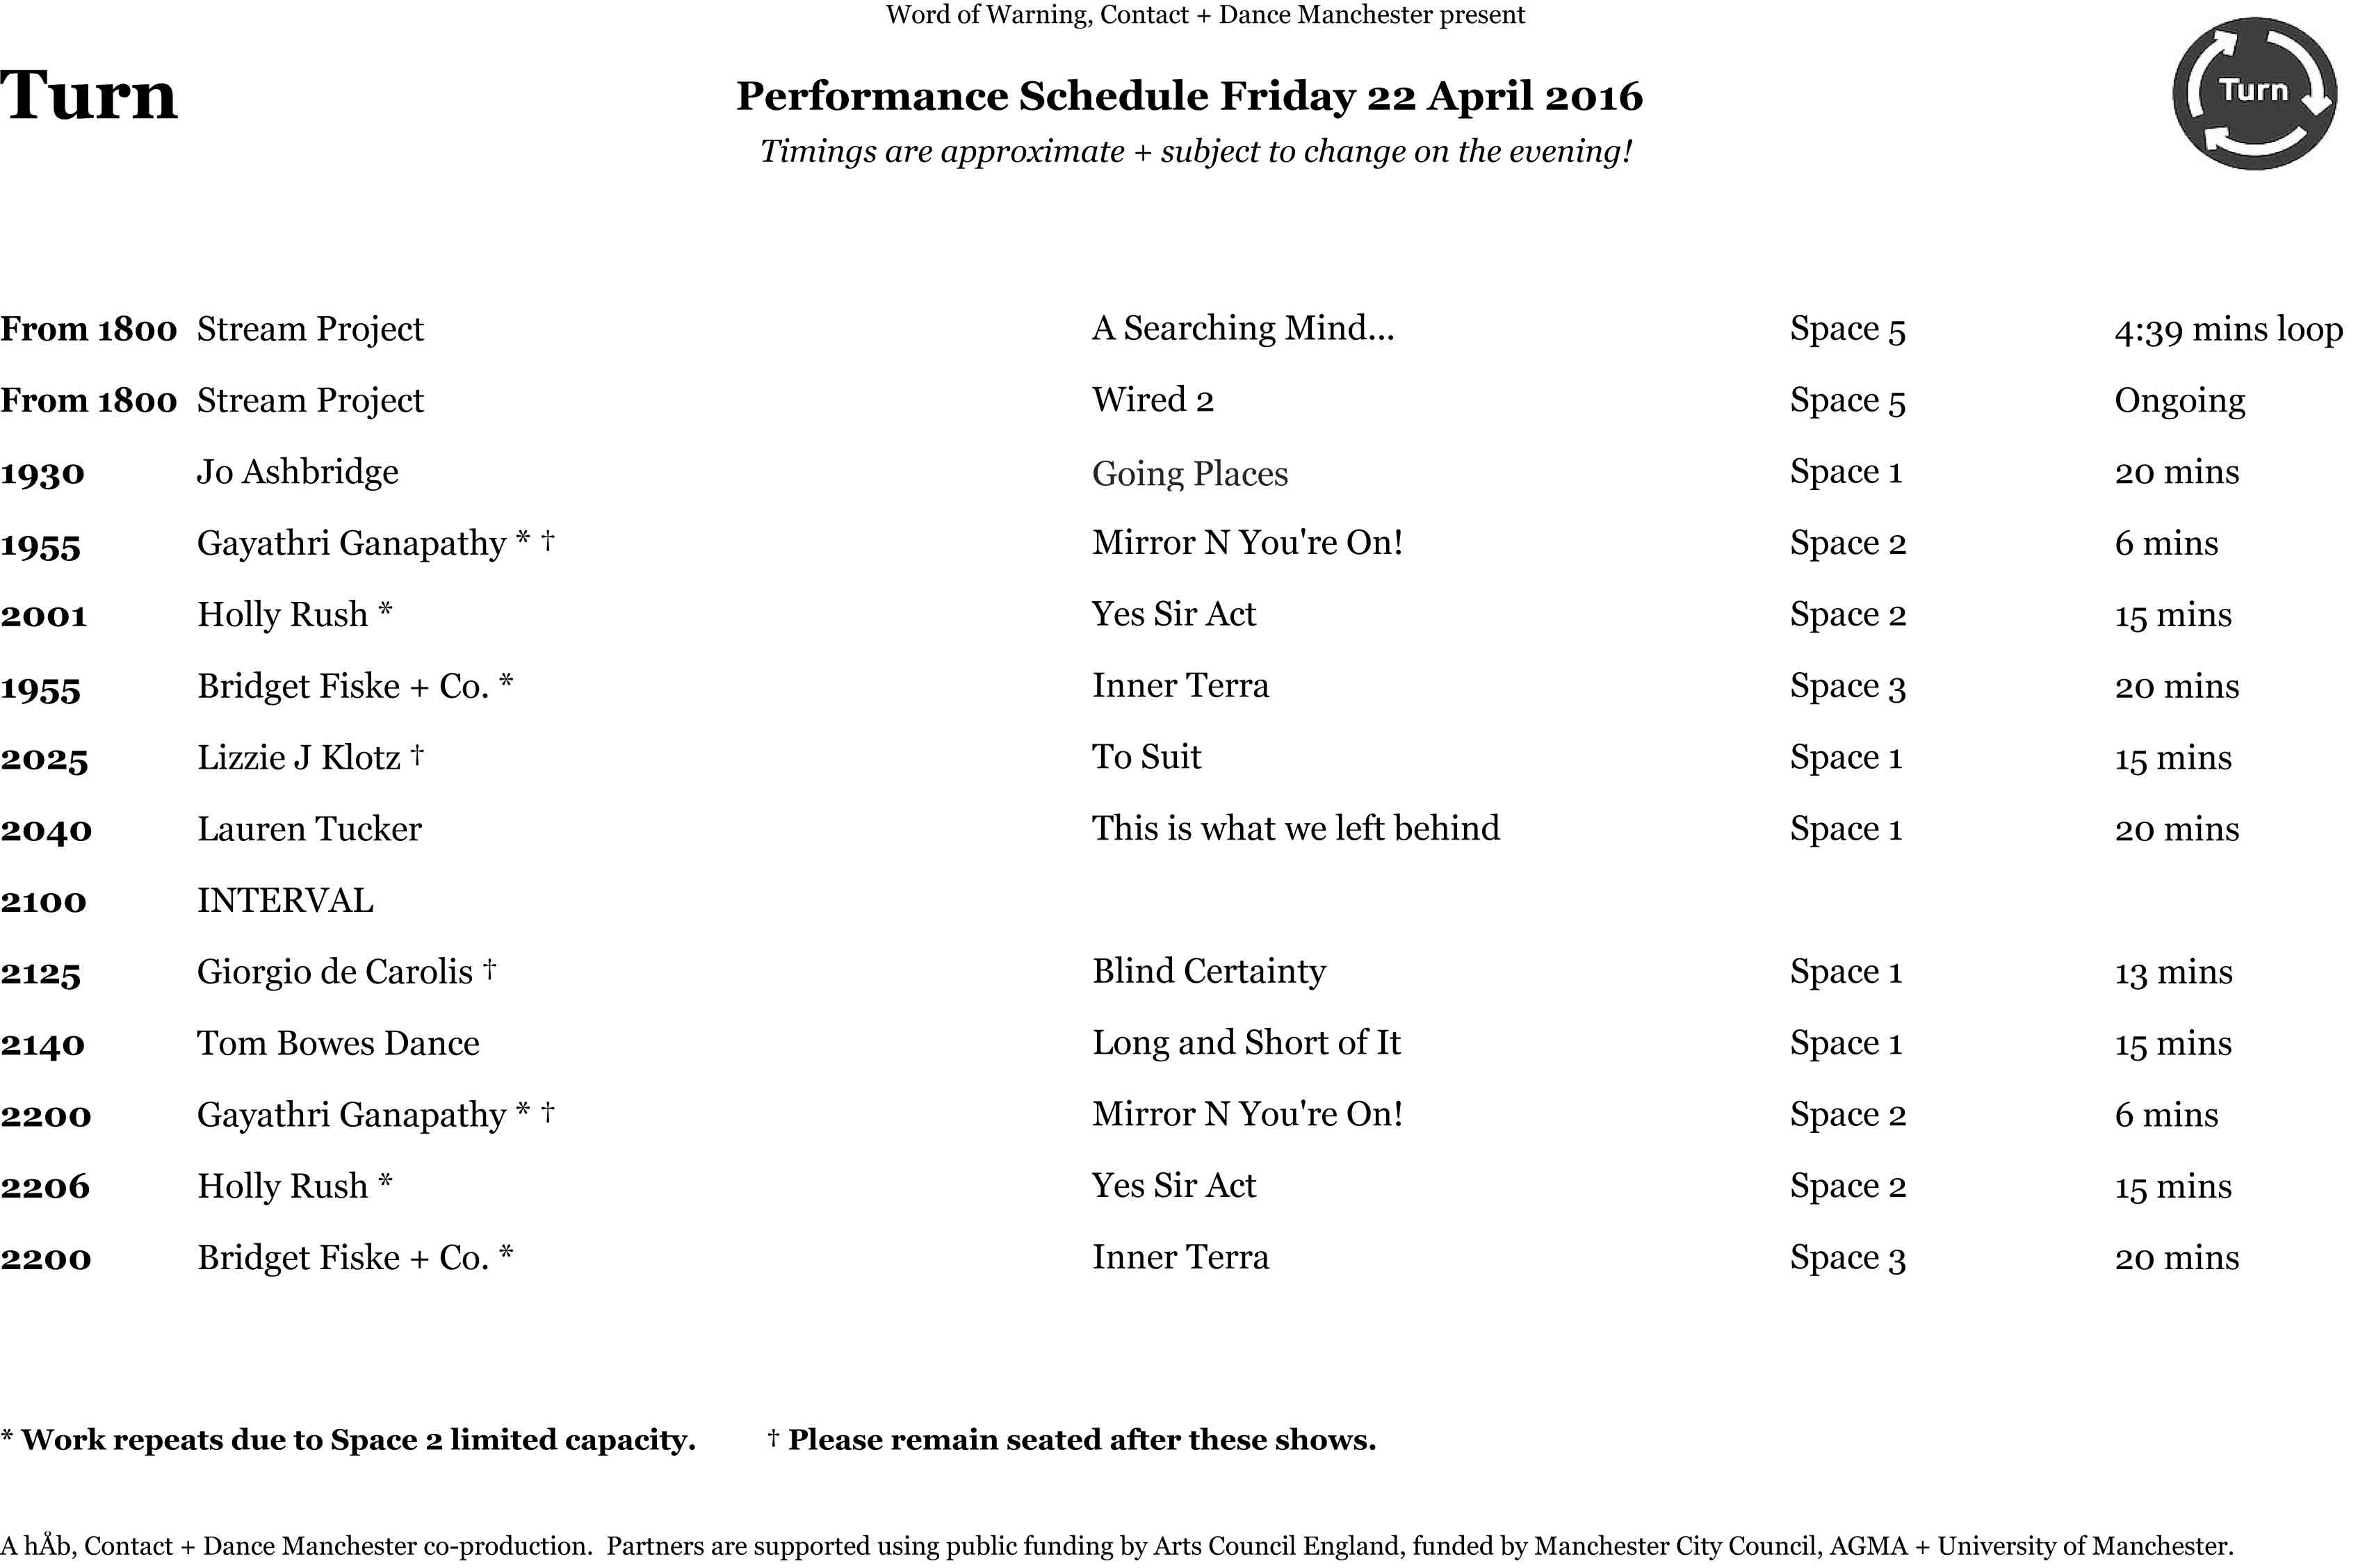 Word of Warning, Contact + Dance Manchester present
Turn
Performance Schedule Friday 22 April 2016
Turn
Timings are approximate + subject to change on the evening!
From 1800 Stream Project A Searching Mind... Space 5 4:39 mins loop
From 1800 Stream Project Wired 2 Space 5 Ongoing
1930 Jo Ashbridge Going Places Space 1 20 mins
1955 Gayathri Ganapathy * † Mirror N You're On! Space 2 6 mins
2001 Holly Rush * Yes Sir Act Space 2 15 mins
1955 Bridget Fiske + Co. * Inner Terra Space 3 20 mins
2025 Lizzie J Klotz † To Suit Space 1 15 mins
2040 Lauren Tucker This is what we left behind Space 1 20 mins
2100 INTERVAL
2125 Giorgio de Carolis † Blind Certainty Space 1 13 mins
2140 Tom Bowes Dance Long and Short of It Space 1 15 mins
2200 Gayathri Ganapathy * † Mirror N You're On! Space 2 6 mins
2206 Holly Rush * Yes Sir Act Space 2 15 mins
2200 Bridget Fiske + Co. * Inner Terra Space 3 20 mins
* Work repeats due to Space 2 limited capacity. † Please remain seated after these shows.
A hÅb, Contact + Dance Manchester co-production. Partners are supported using public funding by Arts Council England, funded by Manchester City Council, AGMA + University of Manchester.